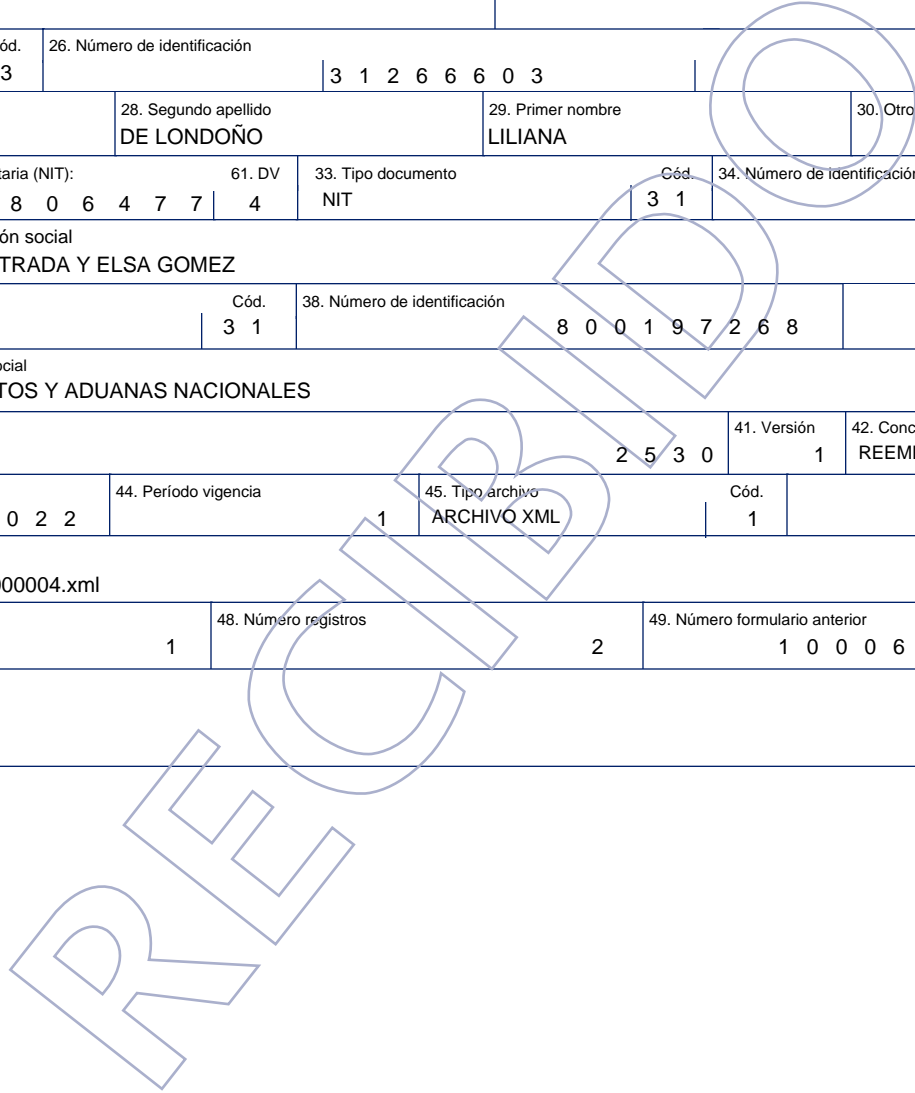 ód. 26. Número de identificación
3 3 1 2 6 6 6 0 3
28. Segundo apellido 29. Primer nombre 30. Otro
DE LONDOÑO LILIANA
taria (NIT): 61. DV 33. Tipo documento Cód. 34. Número de identificación
8 0 6 4 7 7 4 NIT 3 1
ón social
TRADA Y ELSA GOMEZ
Cód. 38. Número de identificación
3 1 8 0 0 1 9 7 2 6 8
ocial
TOS Y ADUANAS NACIONALES
41. Versión 42. Conc
2 5 3 0 1 REEM
44. Período vigencia 45. Tipo archivo Cód.
0 2 2 1 ARCHIVO XML 1
000004.xml
48. Número registros 49. Número formulario anterior
1 2 1 0 0 0 6
RECIBIDO